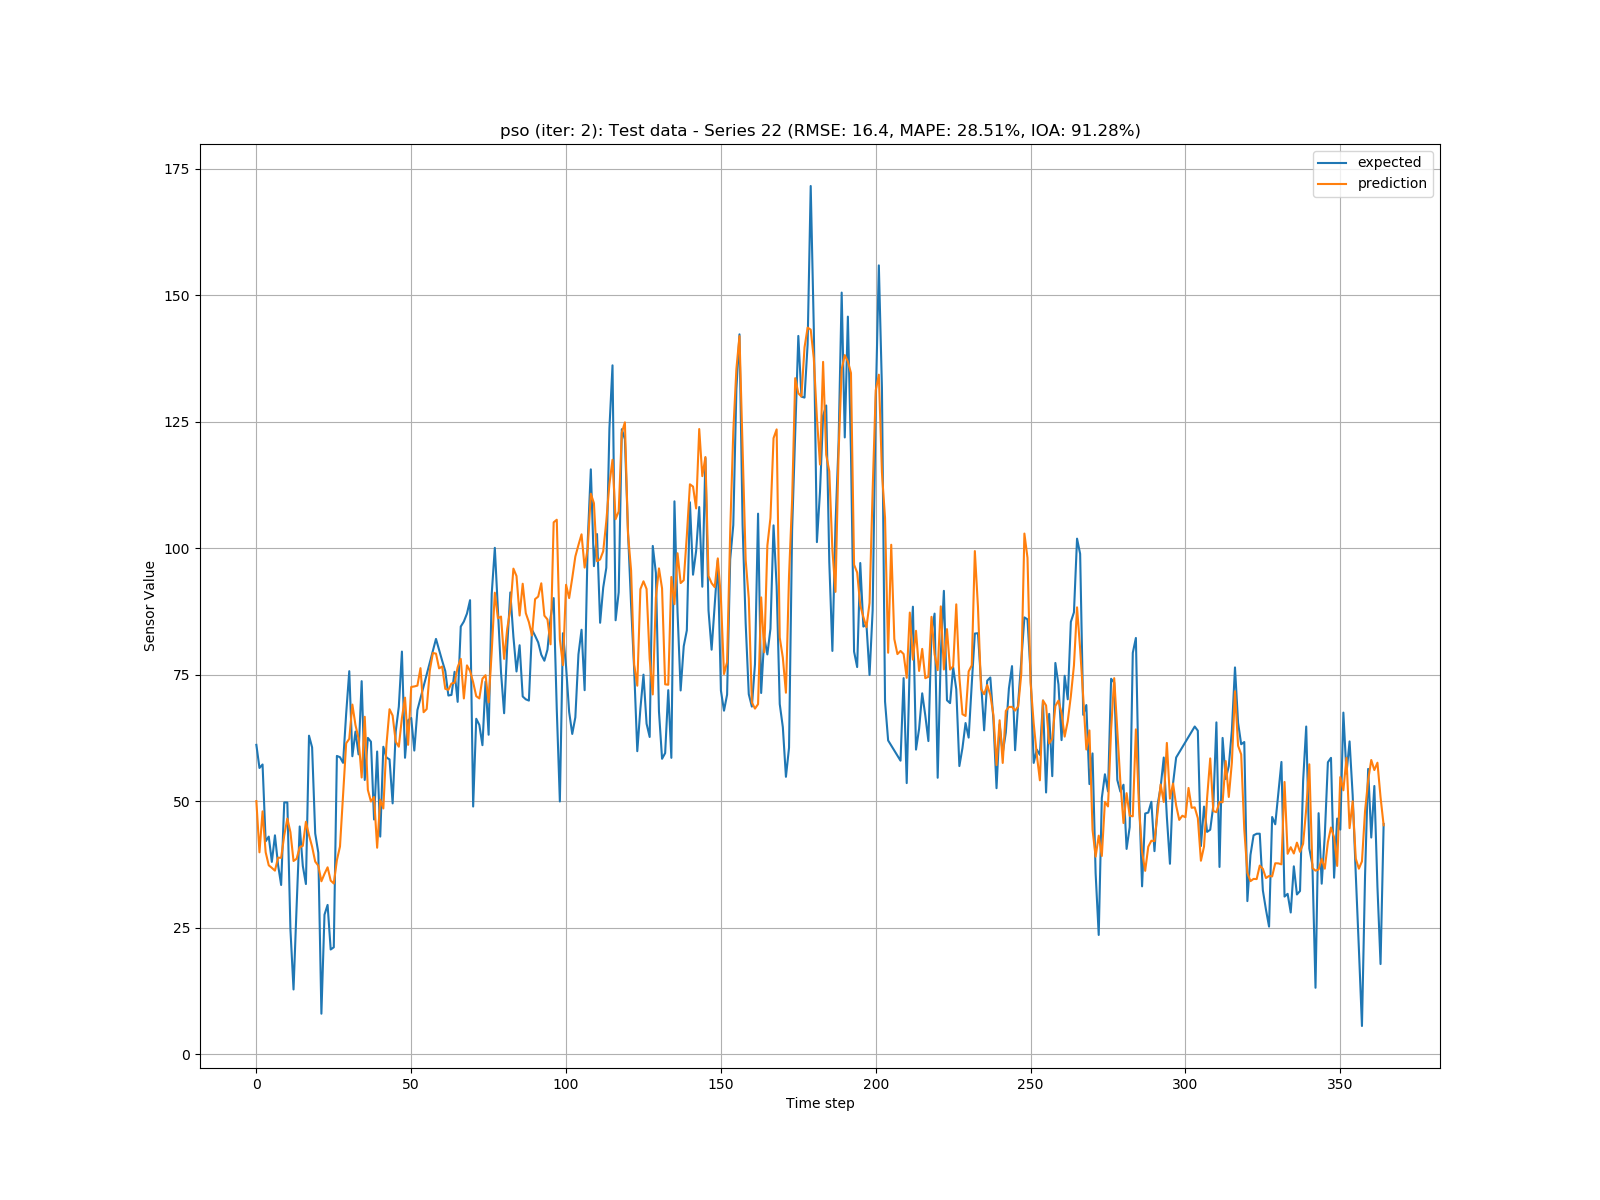 pso (iter: 2): Test data - Series 22 (RMSE: 16.4, MAPE: 28.51%, IOA: 91.28%)
expected
prediction
175
150
125
100
75
50
25
0
Sensor Value
0 50 100 150 200 250 300 350
Time step